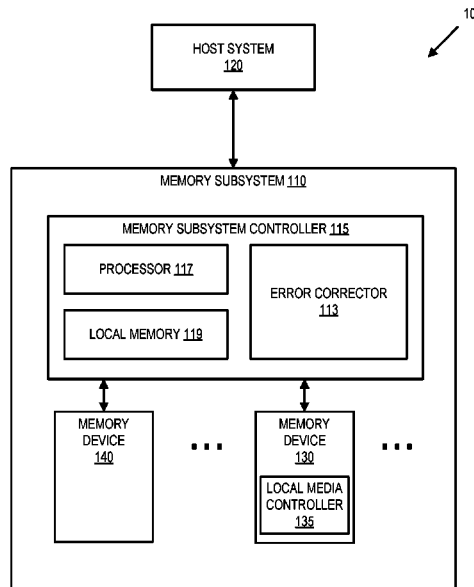 10
HOST SYSTEM
120
MEMORY SUBSYSTEM 110
MEMORY SUBSYSTEM CONTROLLER 115
PROCESSOR 117
ERROR CORRECTOR
113
LOCAL MEMORY 119
MEMORY
DEVICE
140
MEMORY
DEVICE
130
LOCAL MEDIA
CONTROLLER
135